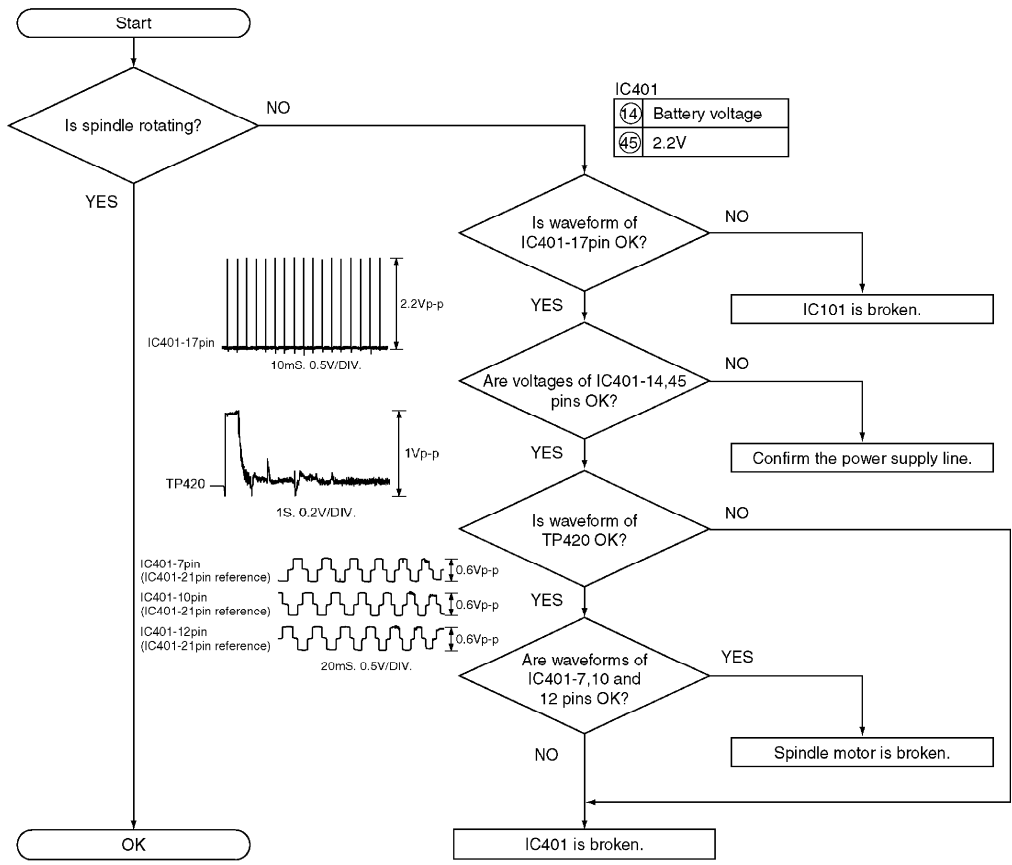 Start
Is spindle rotating?
NO
YES
IC401
14 Battery voltage
45 2.2V
Is waveform of
IC401-17pin OK?
NO
YES
IC101 is broken.
IC401-17pin
2.2Vp-p
10mS. 0.5V/DIV.
Are voltages of IC401-14,45
pins OK?
NO
YES
Confirm the power supply line.
TP420
1Vp-p
1S. 0.2V/DIV.
Is waveform of
TP420 OK?
NO
YES
IC401-7pin
(IC401-21pin reference)
0.6Vp-p
IC401-10pin
(IC401-21pin reference)
0.6Vp-p
IC401-12pin
(IC401-21pin reference)
0.6Vp-p
20mS. 0.5V/DIV.
Are waveforms of
IC401-7,10 and
12 pins OK?
YES
NO
Spindle motor is broken.
OK
IC401 is broken.